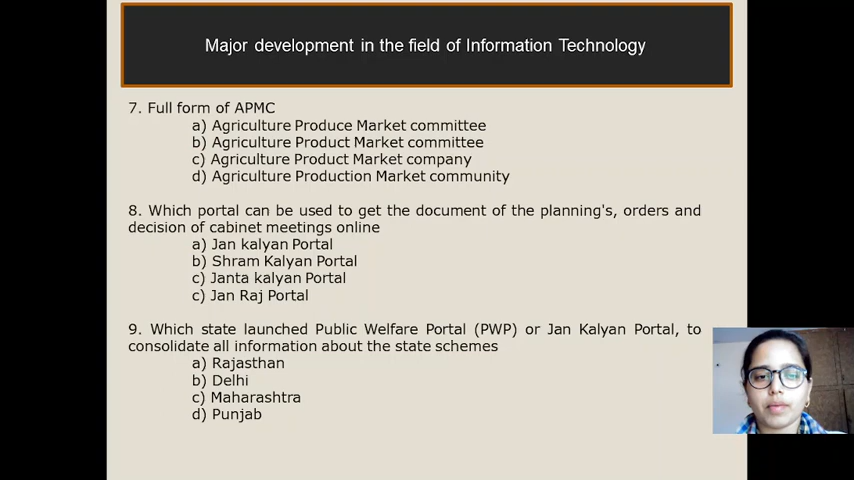 Major development in the field of Information Technology
7. Full form of APMC
a) Agriculture Produce Market committee
b) Agriculture Product Market committee
c) Agriculture Product Market company
d) Agriculture Production Market community
8. Which portal can be used to get the document of the planning's, orders and
decision of cabinet meetings online
a) Jan kalyan Portal
b) Shram Kalyan Portal
c) Janta kalyan Portal
c) Jan Raj Portal
9. Which state launched Public Welfare Portal (PWP) or Jan Kalyan Portal, to
consolidate all information about the state schemes
a) Rajasthan
b) Delhi
c) Maharashtra
d) Punjab